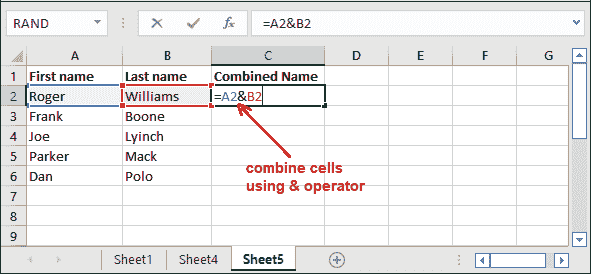 RAND =A2&B2
A B C D E F G
1 First name Last name Combined Name
2 Roger Williams =A2&B2
3 Frank Boone
4 Joe Lyinch
5 Parker Mack
6 Dan Polo
7
8
9
combine cells
using & operator
Sheet1 Sheet4 Sheet5